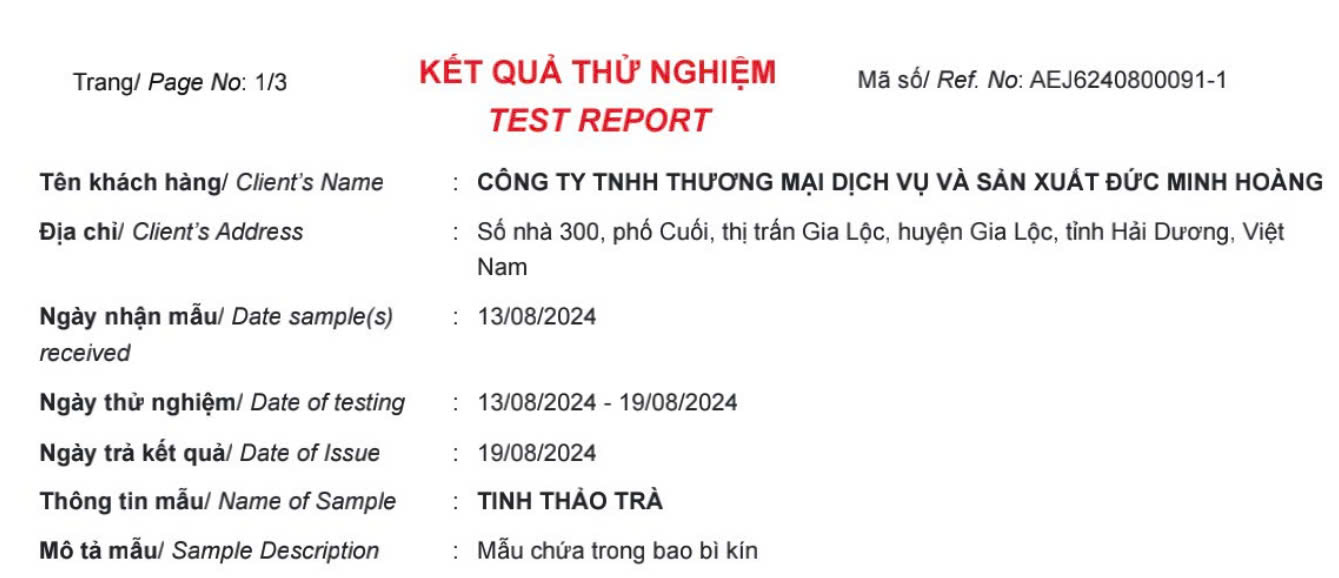 Trang/ Page No: 1/3
KẾT QUẢ THỬ NGHIỆM
TEST REPORT
Mã số/ Ref. No: AEJ6240800091-1
Tên khách hàng/ Client's Name : CÔNG TY TNHH THƯƠNG MẠI DỊCH VỤ VÀ SẢN XUẤT ĐỨC MINH HOÀNG
Địa chỉ/ Client's Address : Số nhà 300, phố Cuối, thị trấn Gia Lộc, huyện Gia Lộc, tỉnh Hải Dương, Việt
Nam
Ngày nhận mẫu/ Date sample(s) : 13/08/2024
received
Ngày thử nghiệm/ Date of testing : 13/08/2024 - 19/08/2024
Ngày trả kết quả/ Date of Issue : 19/08/2024
Thông tin mẫu/ Name of Sample : TINH THẢO TRÀ
Mô tả mẫu/ Sample Description : Mẫu chứa trong bao bì kín